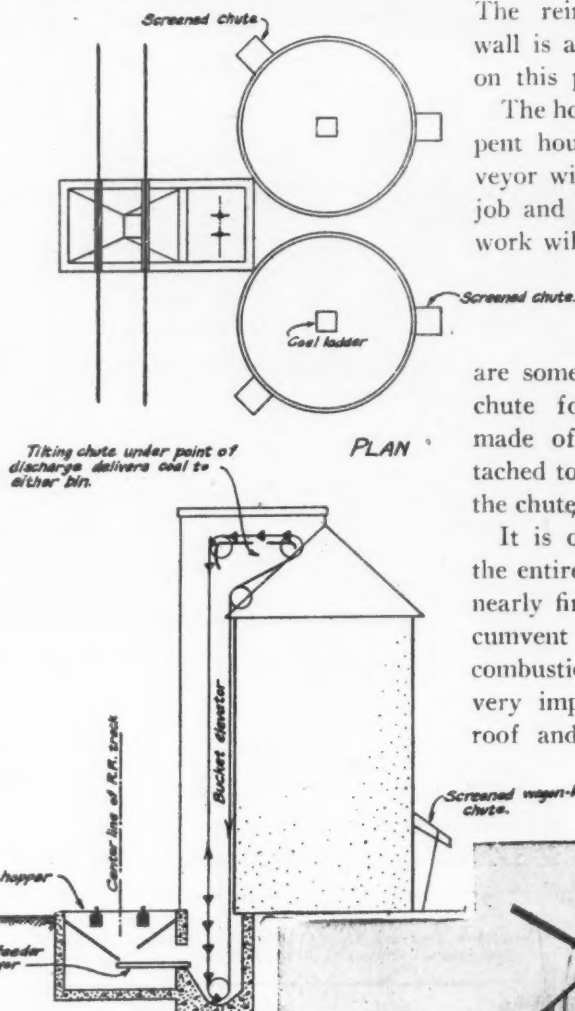 Screened chute.
Screened chute.
Coal ladder
PLAN
Tilting chute under point of
discharge delivers coal to
either bin.
Bucket elevator
Center line of R.R. track
hopper
eeder
Screened wagon-
chute.
The rein
wall is a
on this p
The ho
pent hou
veyor wi
job and
work wil
are some
chute fo
made of
tached to
the chute,
It is o
the entire
nearly fir
cumvent
combustio
very imp
roof and